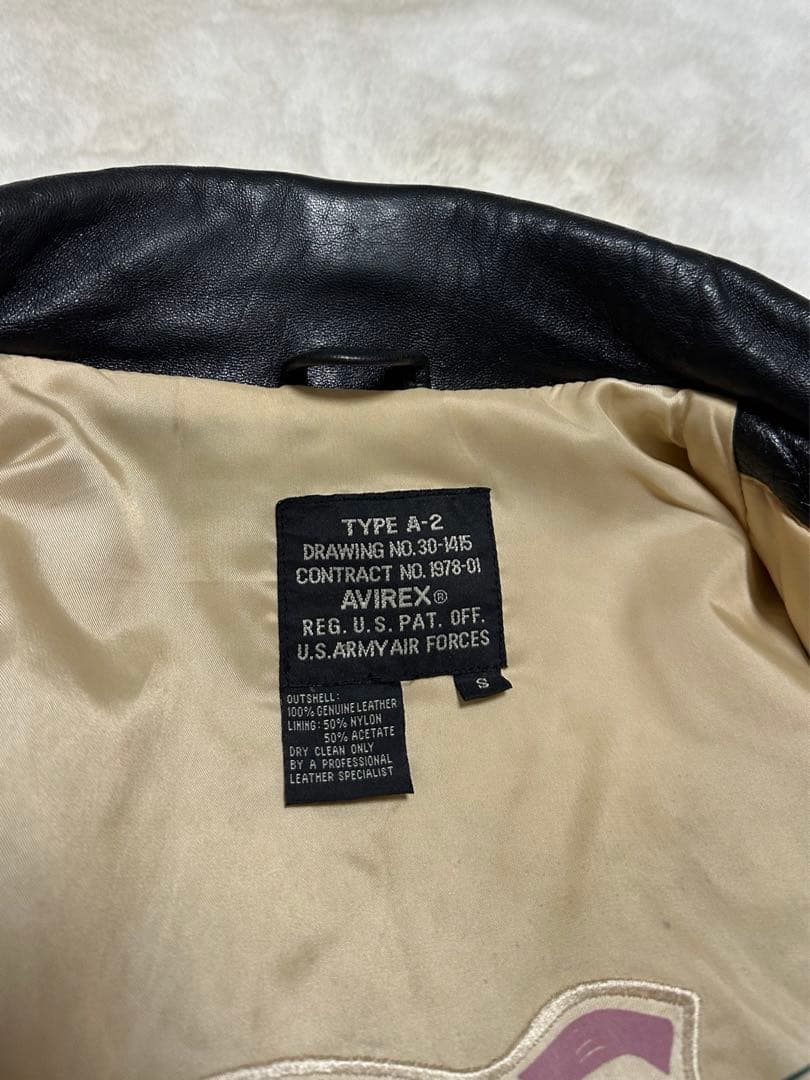 TYPE A-2
DRAWING NO. 30-1415
CONTRACT NO. 1978-01
AVIREX®
REG. U.S. PAT. OFF.
U.S. ARMY AIR FORCES
S
OUTSHELL:
100% GENUINE LEATHER
LINING: 50% NYLON
50% ACETATE
DRY CLEAN ONLY
BY A PROFESSIONAL
LEATHER SPECIALIST